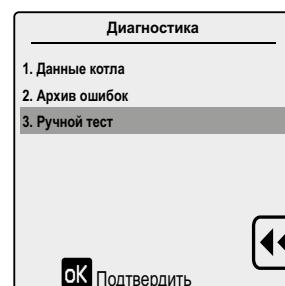 Диагностика
1. Данные котла
2. Архив ошибок
3. Ручной тест
OK Подтвердить